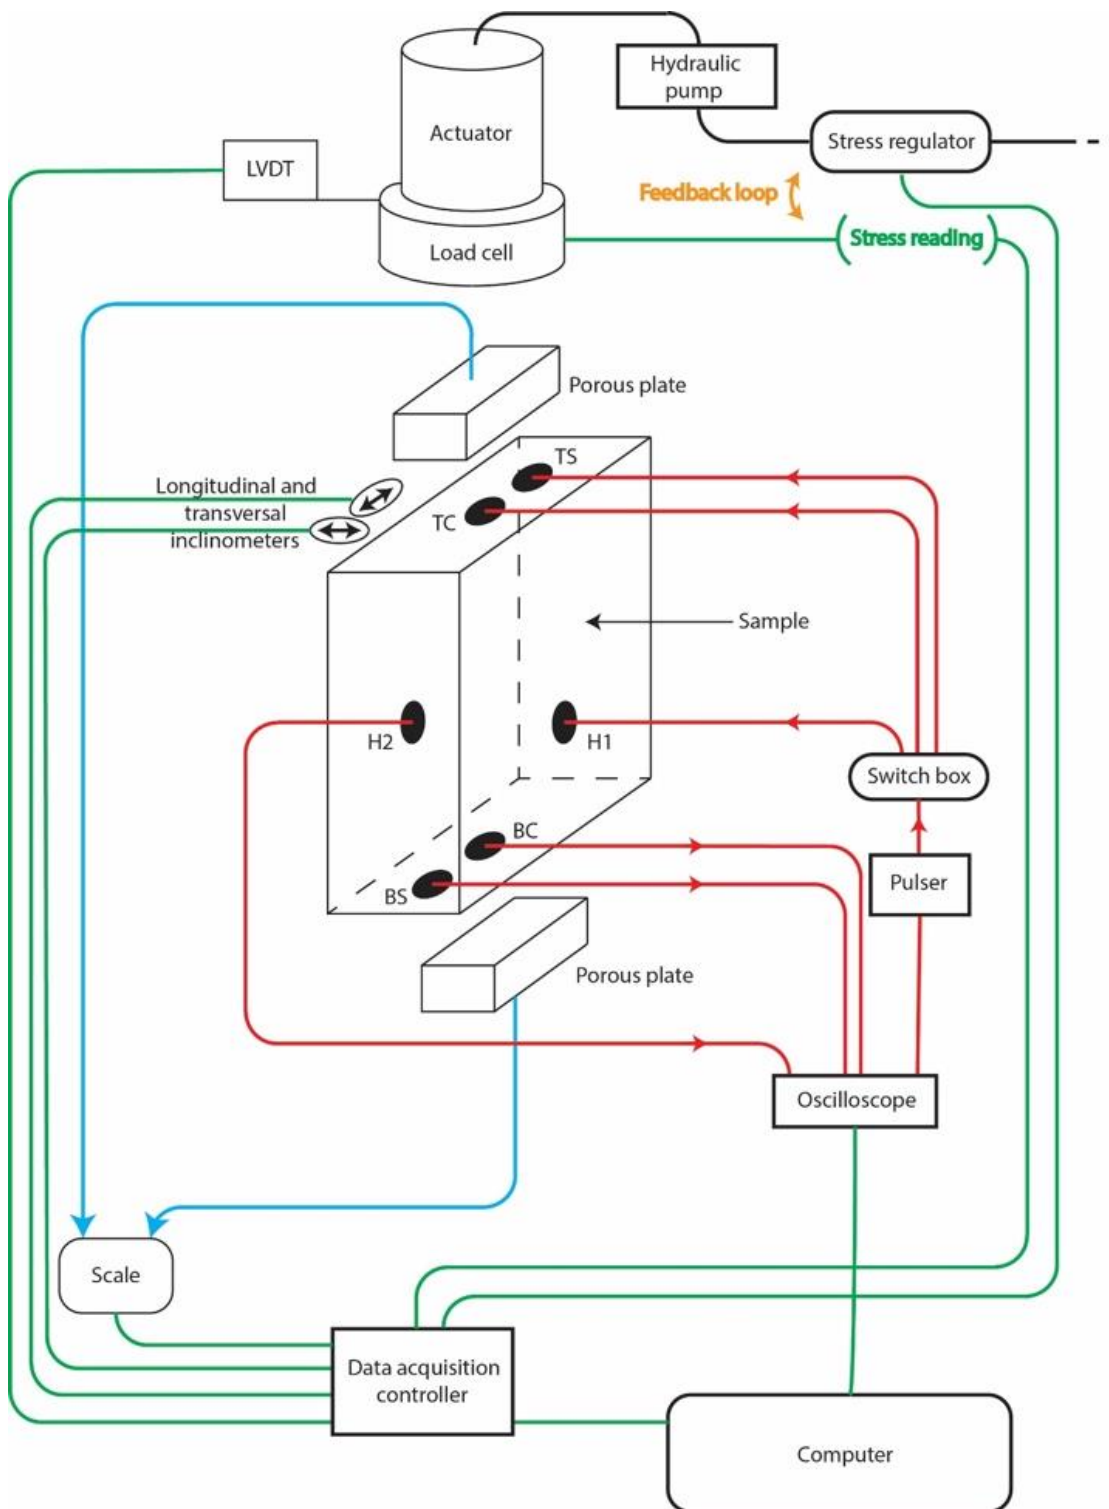 Hydraulic
pump
Actuator
Stress regulator
LVDT
Feedback loop
Stress reading
Load cell
Porous plate
TS
Longitudinal and
transversal
inclinometers
TC
Sample
H2
H1
Switch box
BC
Pulser
BS
Porous plate
Oscilloscope
Scale
Data acquisition
controller
Computer